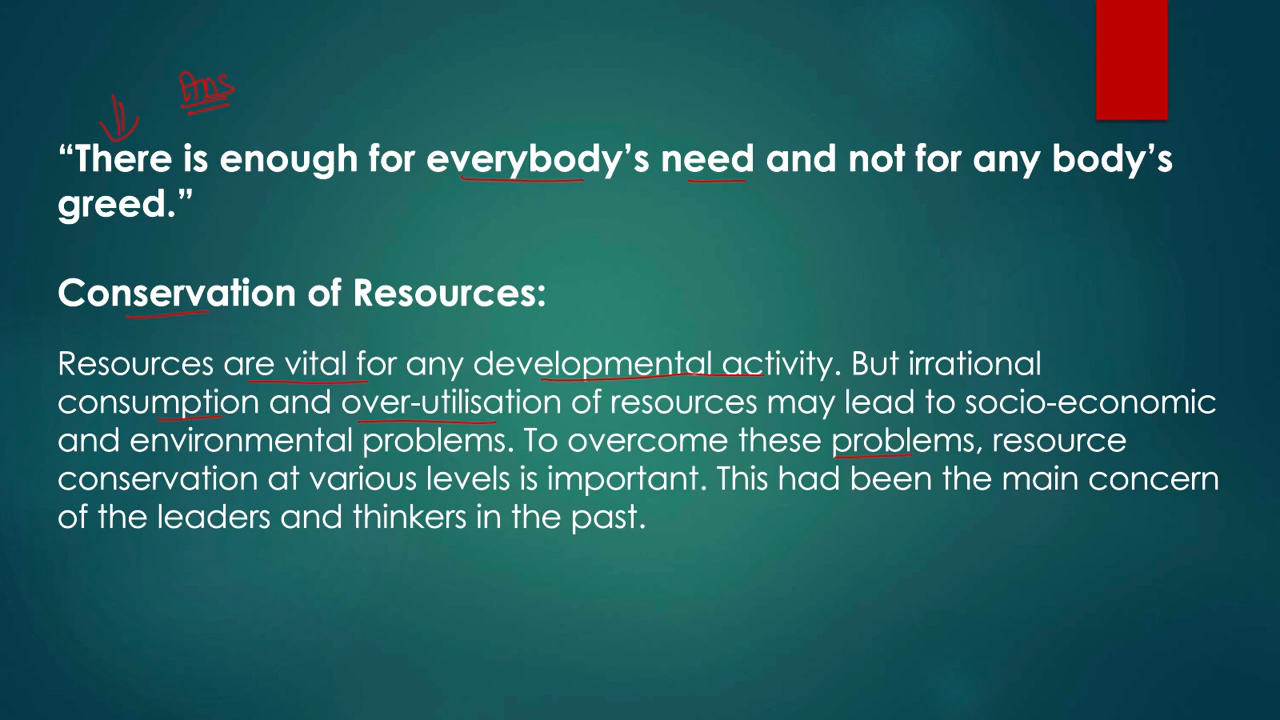 Ans
“There is enough for everybody’s need and not for any body’s
greed.”
Conservation of Resources:
Resources are vital for any developmental activity. But irrational
consumption and over-utilisation of resources may lead to socio-economic
and environmental problems. To overcome these problems, resource
conservation at various levels is important. This had been the main concern
of the leaders and thinkers in the past.